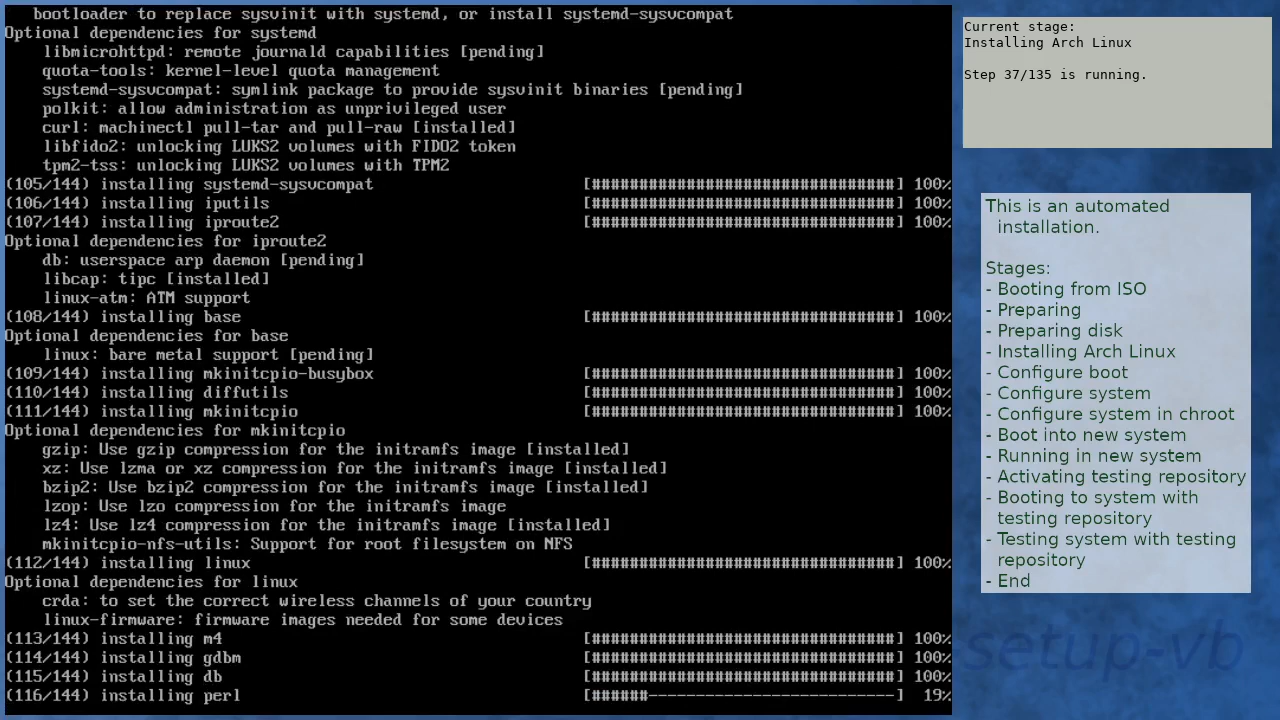 bootloader to replace sysvinit with systemd, or install systemd-sysvcompat
Optional dependencies for systemd
libmicrohttpd: remote journald capabilities [pending]
quota-tools: kernel-level quota management
systemd-sysvcompat: symlink package to provide sysvinit binaries [pending]
polkit: allow administration as unprivileged user
curl: machinectl pull-tar and pull-raw [installed]
libfido2: unlocking LUKS2 volumes with FIDO2 token
tpm2-tss: unlocking LUKS2 volumes with TPM2
(105/144) installing systemd-sysvcompat [################################] 100%
(106/144) installing iputils [################################] 100%
(107/144) installing iproute2 [################################] 100%
Optional dependencies for iproute2
db: userspace arp daemon [pending]
libcap: tipc [installed]
linux-atm: ATM support
(108/144) installing base [################################] 100%
Optional dependencies for base
linux: bare metal support [pending]
(109/144) installing mkinitcpio-busybox [################################] 100%
(110/144) installing diffutils [################################] 100%
(111/144) installing mkinitcpio [################################] 100%
Optional dependencies for mkinitcpio
gzip: Use gzip compression for the initramfs image [installed]
xz: Use lzma or xz compression for the initramfs image [installed]
bzip2: Use bzip2 compression for the initramfs image [installed]
lzop: Use lzo compression for the initramfs image
lz4: Use lz4 compression for the initramfs image [installed]
mkinitcpio-nfs-utils: Support for root filesystem on NFS
(112/144) installing linux [################################] 100%
Optional dependencies for linux
crda: to set the correct wireless channels of your country
linux-firmware: firmware images needed for some devices
(113/144) installing m4 [################################] 100%
(114/144) installing gdbm [################################] 100%
(115/144) installing db [################################] 100%
(116/144) installing perl [######--------------------------] 19%
Current stage:
Installing Arch Linux
Step 37/135 is running.
This is an automated
installation.
Stages:
- Booting from ISO
- Preparing
- Preparing disk
- Installing Arch Linux
- Configure boot
- Configure system
- Configure system in chroot
- Boot into new system
- Running in new system
- Activating testing repository
- Booting to system with
testing repository
- Testing system with testing
repository
- End
setup-vb